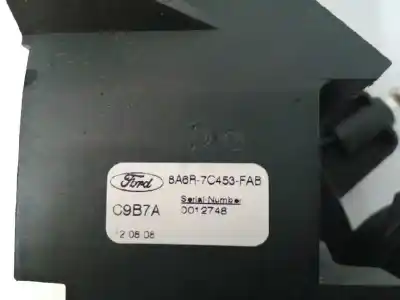 Ford 8A6R-7C453-FAB
Serial-Number
C9B7A 0012748
12.08.08